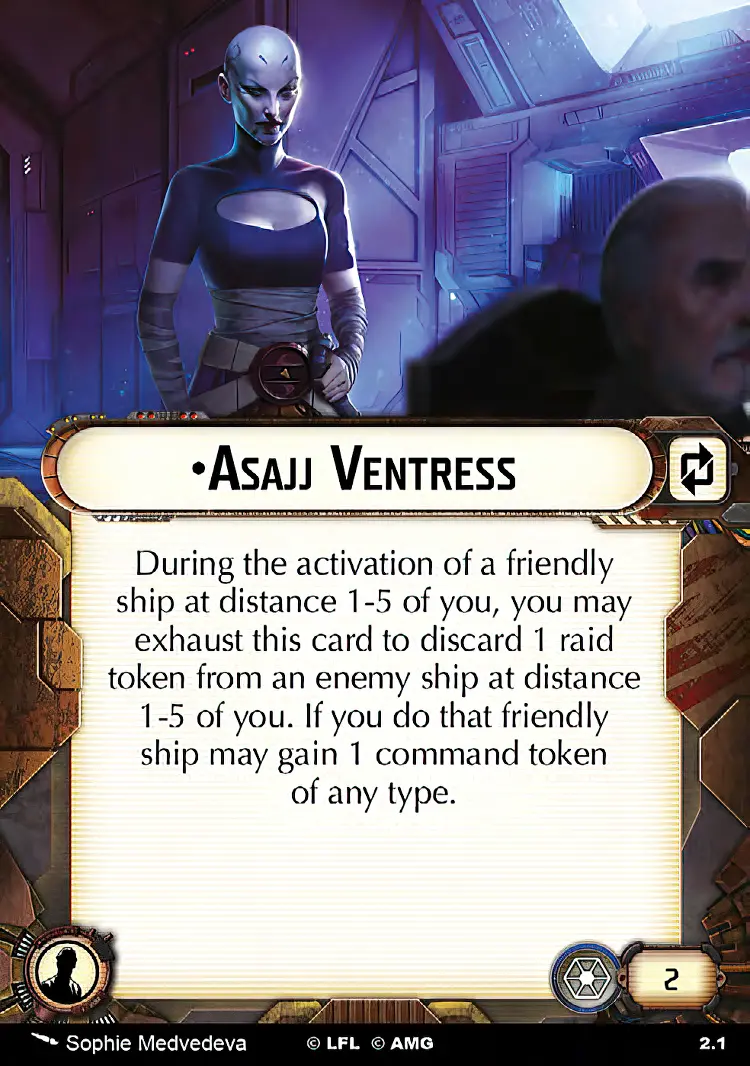 •Asajj Ventress
During the activation of a friendly
ship at distance 1-5 of you, you may
exhaust this card to discard 1 raid
token from an enemy ship at distance
1-5 of you. If you do that friendly
ship may gain 1 command token
of any type.
2
Sophie Medvedeva © LFL © AMG 2.1